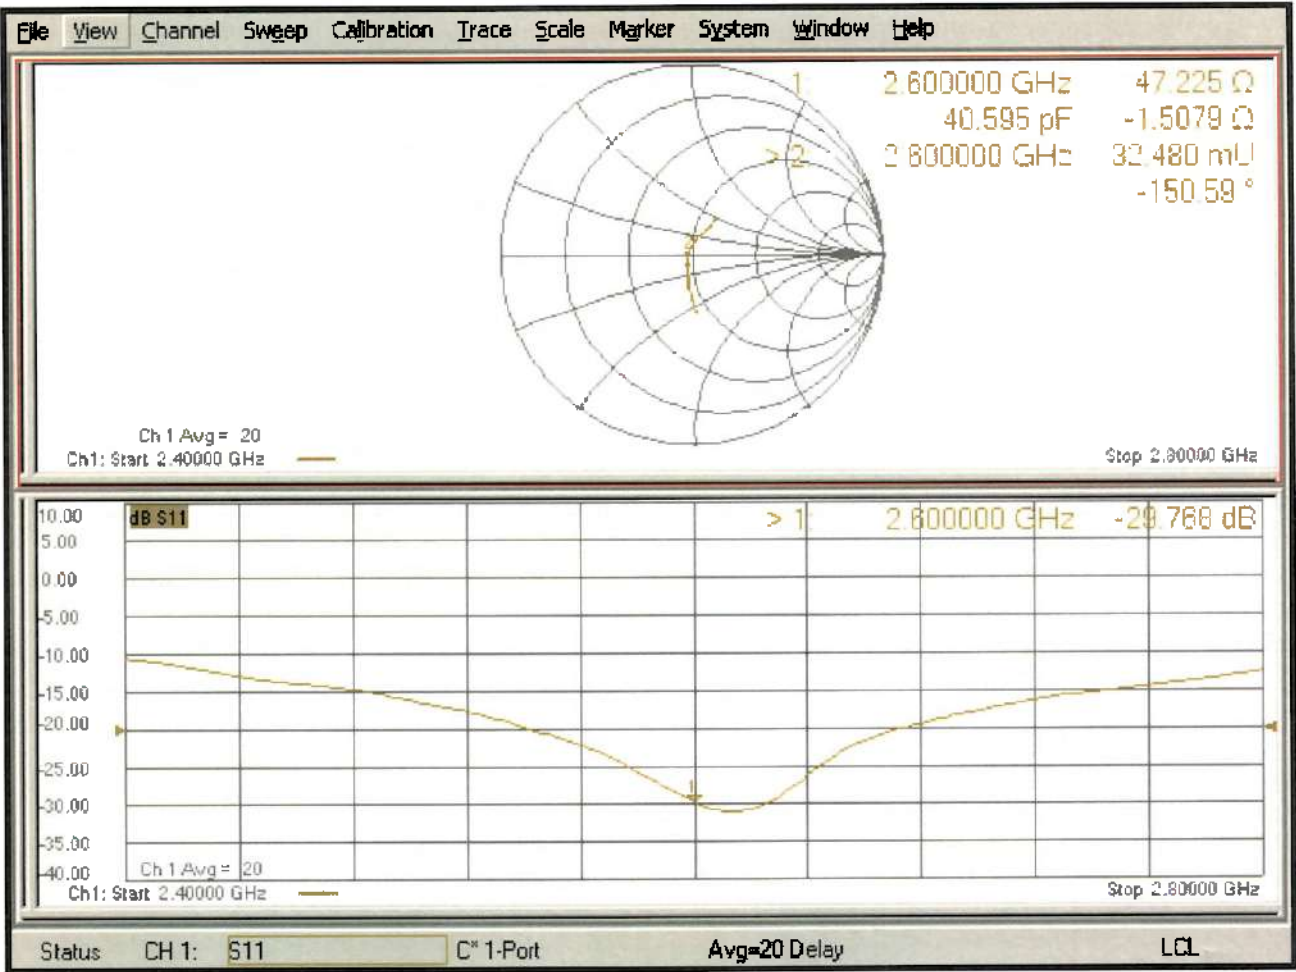 File View Channel Sweep Calibration Trace Scale Marker System Window Help
1: 2.600000 GHz 47.225 Ω
40.595 pF -1.5079 Ω
> 2: 2.600000 GHz 32.480 mU
-150.59 °
Ch 1 Avg = 20
Ch1: Start 2.40000 GHz
Stop 2.80000 GHz
10.00
dB S11
> 1: 2.600000 GHz -29.768 dB
5.00
0.00
-5.00
-10.00
-15.00
-20.00
-25.00
-30.00
1
-35.00
-40.00
Ch 1 Avg = 20
Ch1: Start 2.40000 GHz
Stop 2.80000 GHz
Status CH 1: S11 C* 1-Port Avg=20 Delay LCL